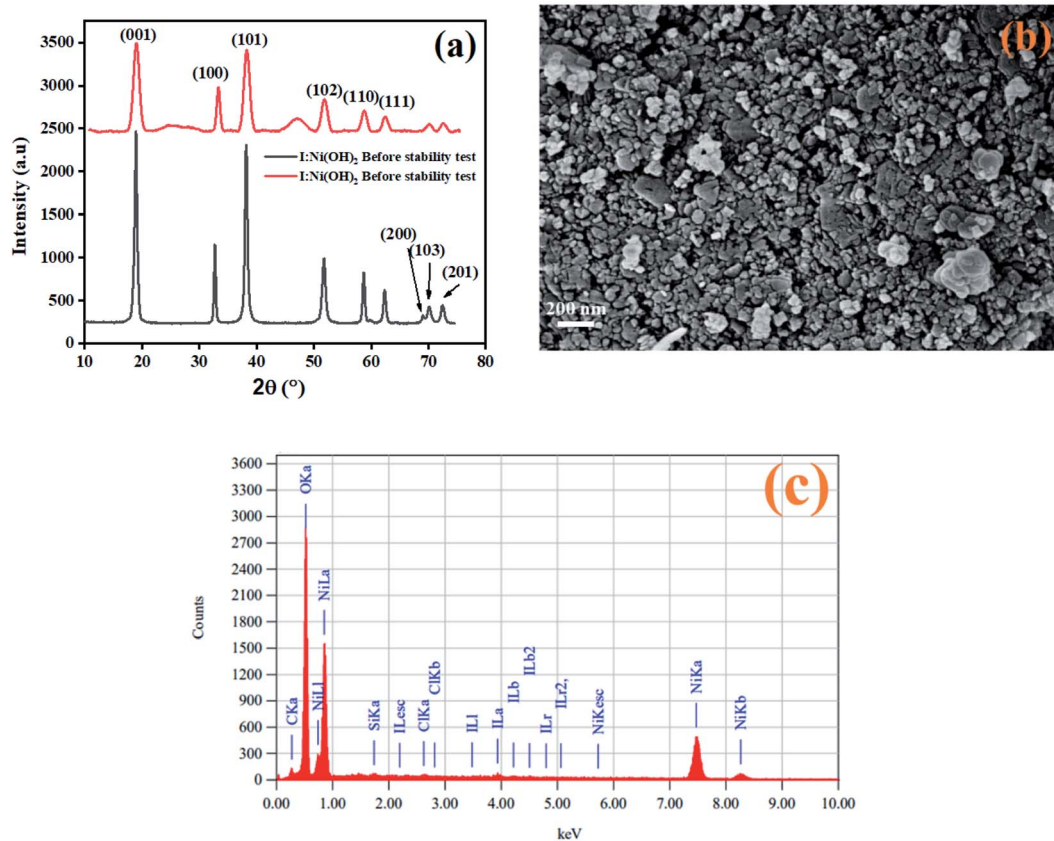 (a)
3500
3000
2500
2000
1500
1000
500
0
Intensity (a.u)
(001)
(100)
(101)
(102)
(110)
(111)
I:Ni(OH)₂ Before stability test
I:Ni(OH)₂ Before stability test
(200)
(103)
(201)
10 20 30 40 50 60 70 80
2θ (°)
(b)
200 nm
(c)
3600
3300
3000
2700
2400
2100
1800
1500
1200
900
600
300
0
Counts
CKa
OKa
NiLl
NiLa
SiKa
ILesc
ClKa
ClKb
ILl
ILa
ILb
ILb2
ILr
ILr2,
NiKesc
NiKa
NiKb
0.00 1.00 2.00 3.00 4.00 5.00 6.00 7.00 8.00 9.00 10.00
keV